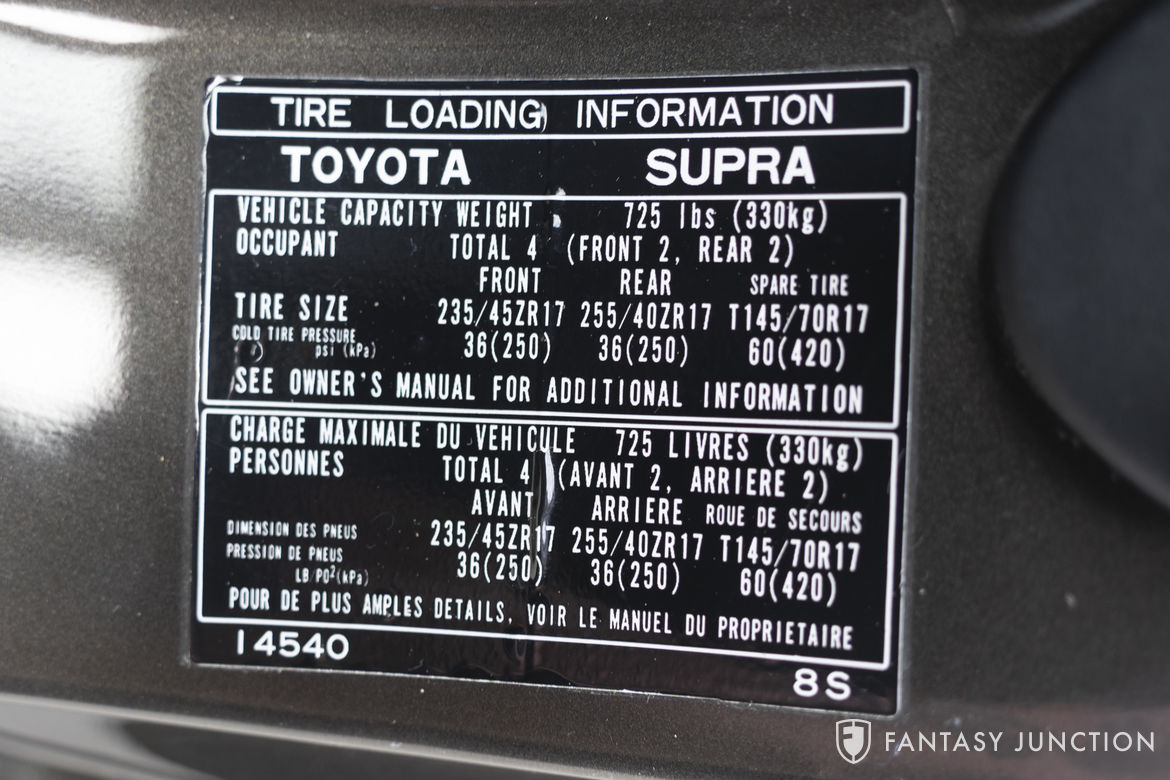 TIRE LOADING INFORMATION
TOYOTA SUPRA
VEHICLE CAPACITY WEIGHT 725 lbs (330kg)
OCCUPANT TOTAL 4 (FRONT 2, REAR 2)
FRONT REAR SPARE TIRE
TIRE SIZE 235/45ZR17 255/40ZR17 T145/70R17
COLD TIRE PRESSURE
psi (kPa) 36(250) 36(250) 60(420)
SEE OWNER'S MANUAL FOR ADDITIONAL INFORMATION
CHARGE MAXIMALE DU VEHICULE 725 LIVRES (330kg)
PERSONNES TOTAL 4 (AVANT 2, ARRIERE 2)
AVANT ARRIERE ROUE DE SECOURS
DIMENSION DES PNEUS 235/45ZR17 255/40ZR17 T145/70R17
PRESSION DE PNEUS
LB/PO²(kPa) 36(250) 36(250) 60(420)
POUR DE PLUS AMPLES DETAILS, VOIR LE MANUEL DU PROPRIETAIRE
14540
8S
FANTASY JUNCTION